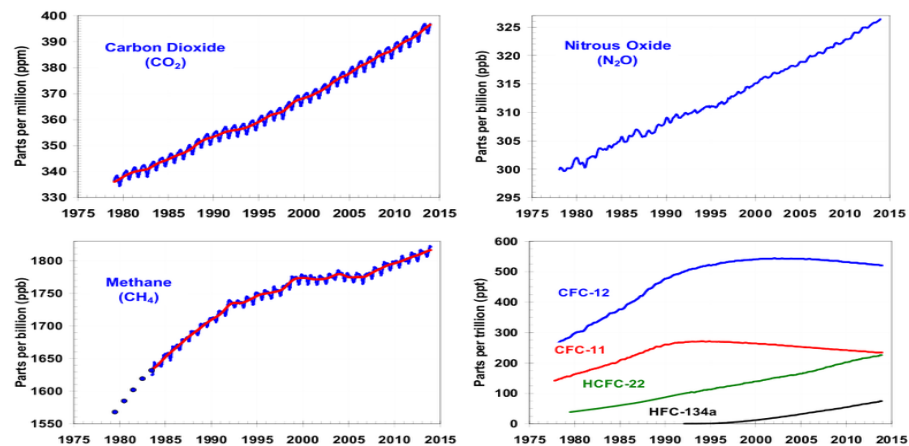 Parts per million (ppm)
400
390
380
370
360
350
340
330
Carbon Dioxide
(CO₂)
1975 1980 1985 1990 1995 2000 2005 2010 2015
Parts per billion (ppb)
325
320
315
310
305
300
295
Nitrous Oxide
(N₂O)
1975 1980 1985 1990 1995 2000 2005 2010 2015
Parts per billion (ppb)
1800
1750
1700
1650
1600
1550
Methane
(CH₄)
1975 1980 1985 1990 1995 2000 2005 2010 2015
Parts per trillion (ppt)
600
500
400
300
200
100
0
CFC-12
CFC-11
HCFC-22
HFC-134a
1975 1980 1985 1990 1995 2000 2005 2010 2015